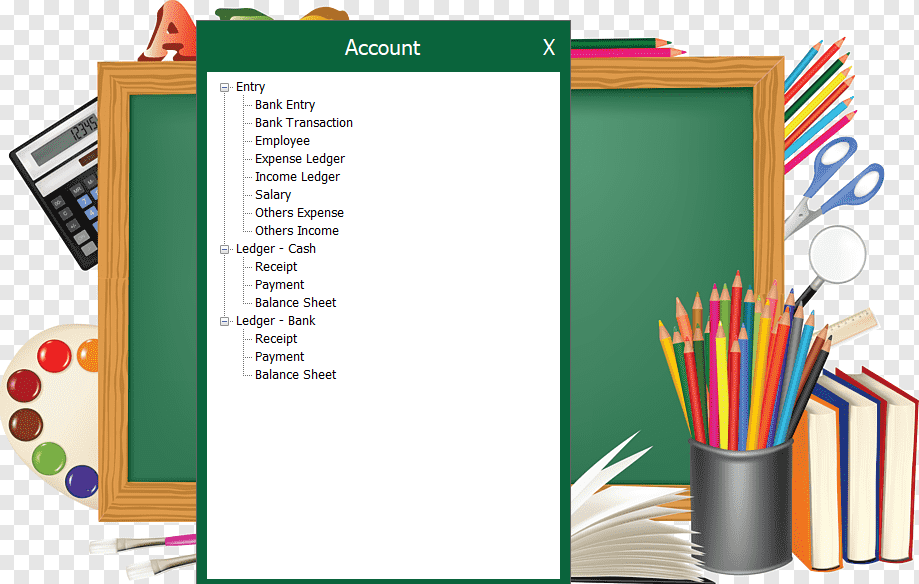 A
Account X
Entry
Bank Entry
Bank Transaction
Employee
Expense Ledger
Income Ledger
Salary
Others Expense
Others Income
Ledger - Cash
Receipt
Payment
Balance Sheet
Ledger - Bank
Receipt
Payment
Balance Sheet
12345